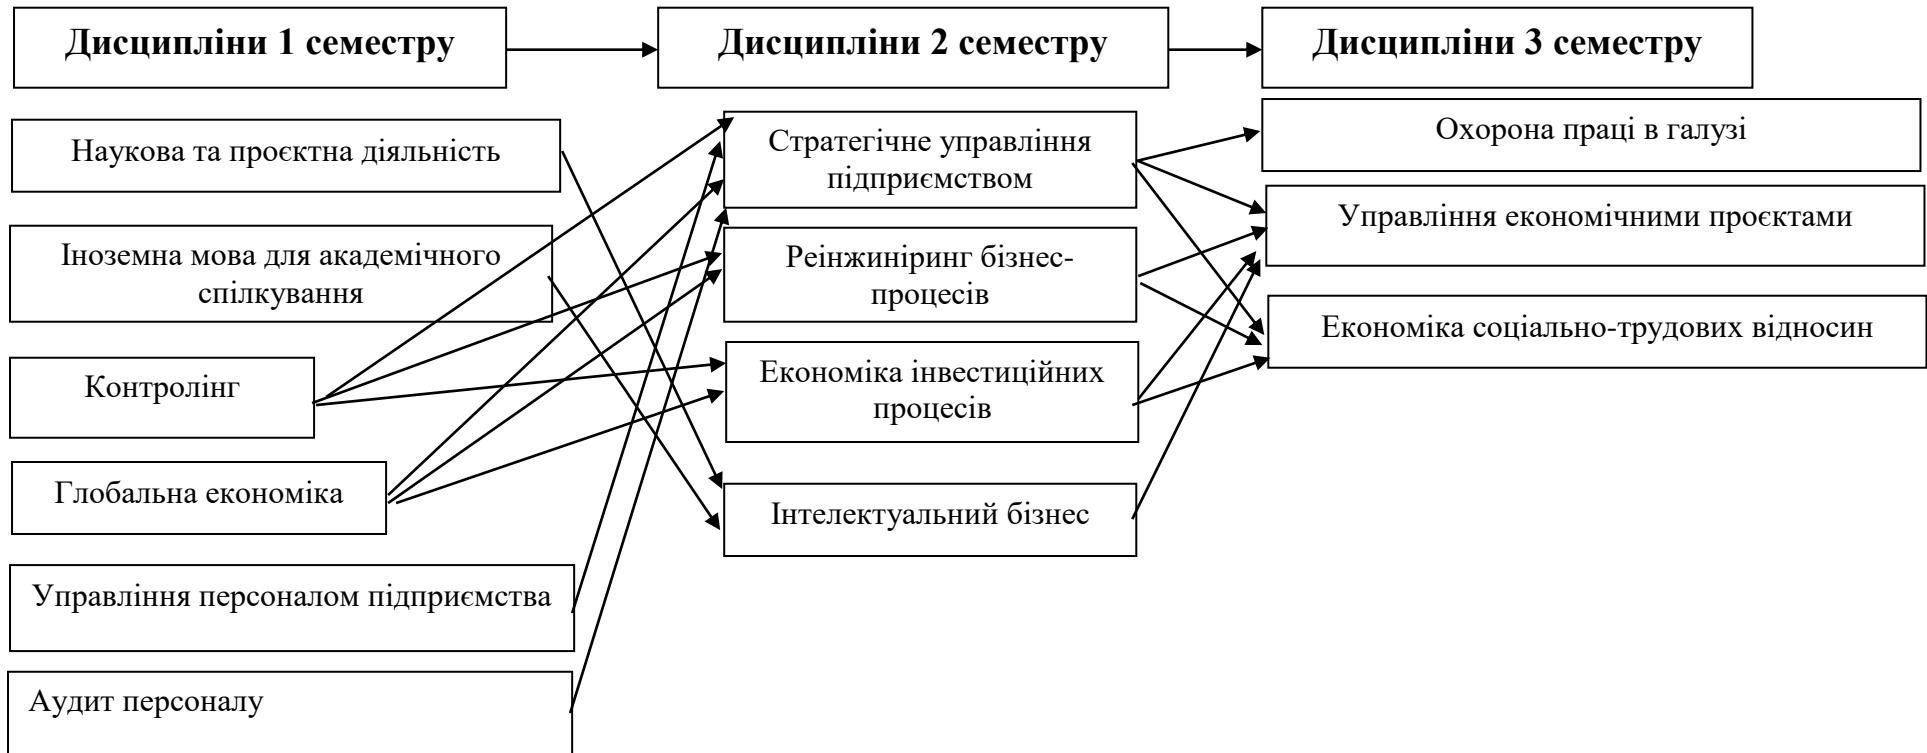 Дисципліни 1 семестру
Дисципліни 2 семестру
Дисципліни 3 семестру
Наукова та проєктна діяльність
Іноземна мова для академічного
спілкування
Контролінг
Глобальна економіка
Управління персоналом підприємства
Аудит персоналу
Стратегічне управління
підприємством
Реінжиніринг бізнес-
процесів
Економіка інвестиційних
процесів
Інтелектуальний бізнес
Охорона праці в галузі
Управління економічними проєктами
Економіка соціально-трудових відносин